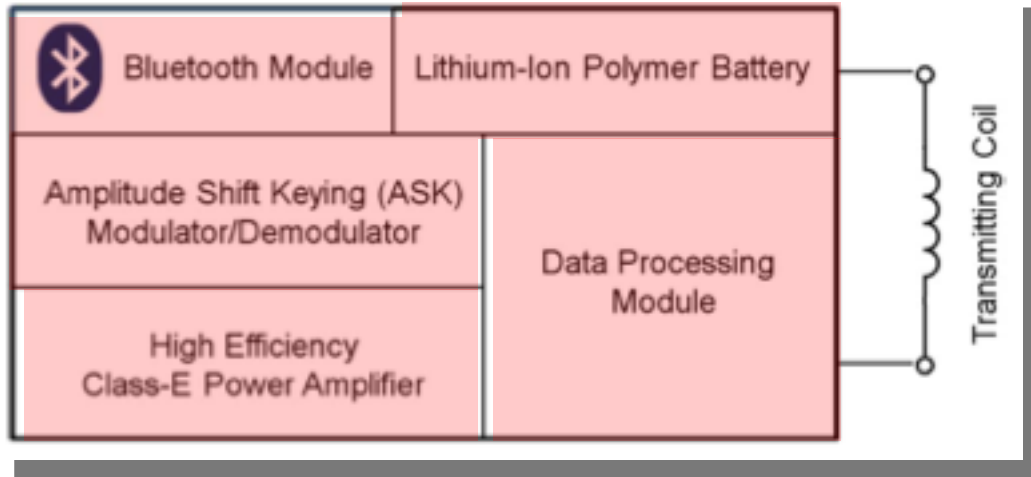 Bluetooth Module
Lithium-Ion Polymer Battery
Amplitude Shift Keying (ASK)
Modulator/Demodulator
Data Processing
Module
High Efficiency
Class-E Power Amplifier
Transmitting Coil